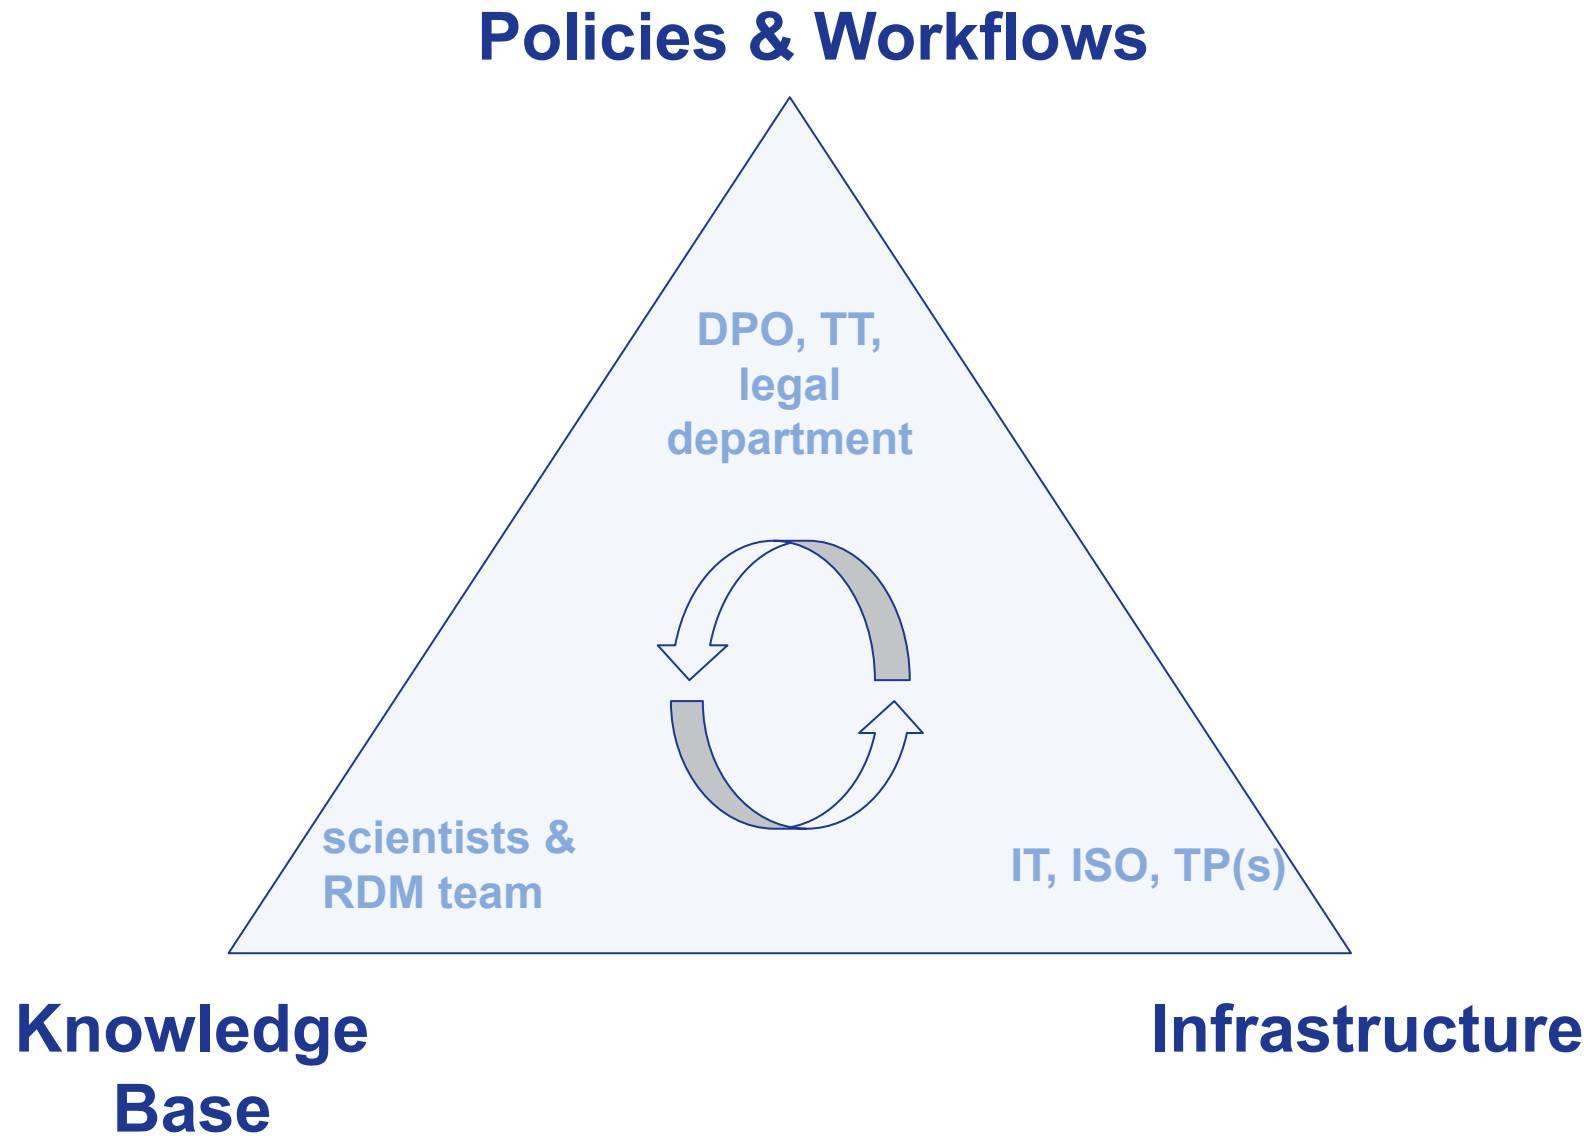 Policies & Workflows
DPO, TT,
legal
department
scientists &
RDM team
IT, ISO, TP(s)
Knowledge
Base
Infrastructure